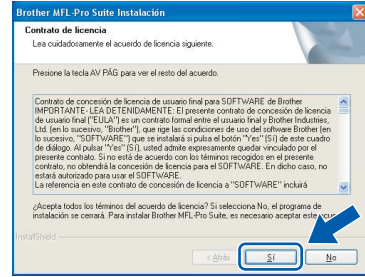 Brother MFL-Pro Suite Instalación
Contrato de licencia
Lea cuidadosamente el acuerdo de licencia siguiente.
Presione la tecla AV PÁG para ver el resto del acuerdo.
Contrato de concesión de licencia de usuario final para SOFTWARE de Brother
IMPORTANTE- LEA DETENIDAMENTE: El presente contrato de concesión de licencia
de usuario final ("EULA") es un contrato formal entre el usuario final y Brother Industries,
Ltd. (en lo sucesivo, "Brother"), que rige las condiciones de uso del software Brother (en
lo sucesivo, "SOFTWARE") que se instalará si pulsa el botón "Yes" (Sí) de este cuadro
de diálogo. Al pulsar "Yes" (Sí), usted admite expresamente quedar vinculado por el
presente contrato. Si no está de acuerdo con los términos recogidos en el presente
contrato, no obtendrá la concesión de licencia para el SOFTWARE. En dicho caso, no
estará autorizado para usar el SOFTWARE.
La referencia en este contrato de concesión de licencia a "SOFTWARE" incluirá
¿Acepta todos los términos del acuerdo de licencia? Si selecciona No, el programa de
instalación se cerrará. Para instalar Brother MFL-Pro Suite, es necesario aceptar este
InstallShield
< Atrás
Sí
No